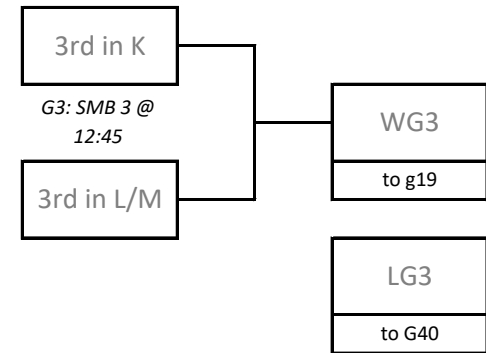 3rd in K
G3: SMB 3 @
12:45
3rd in L/M
WG3
to g19
LG3
to G40